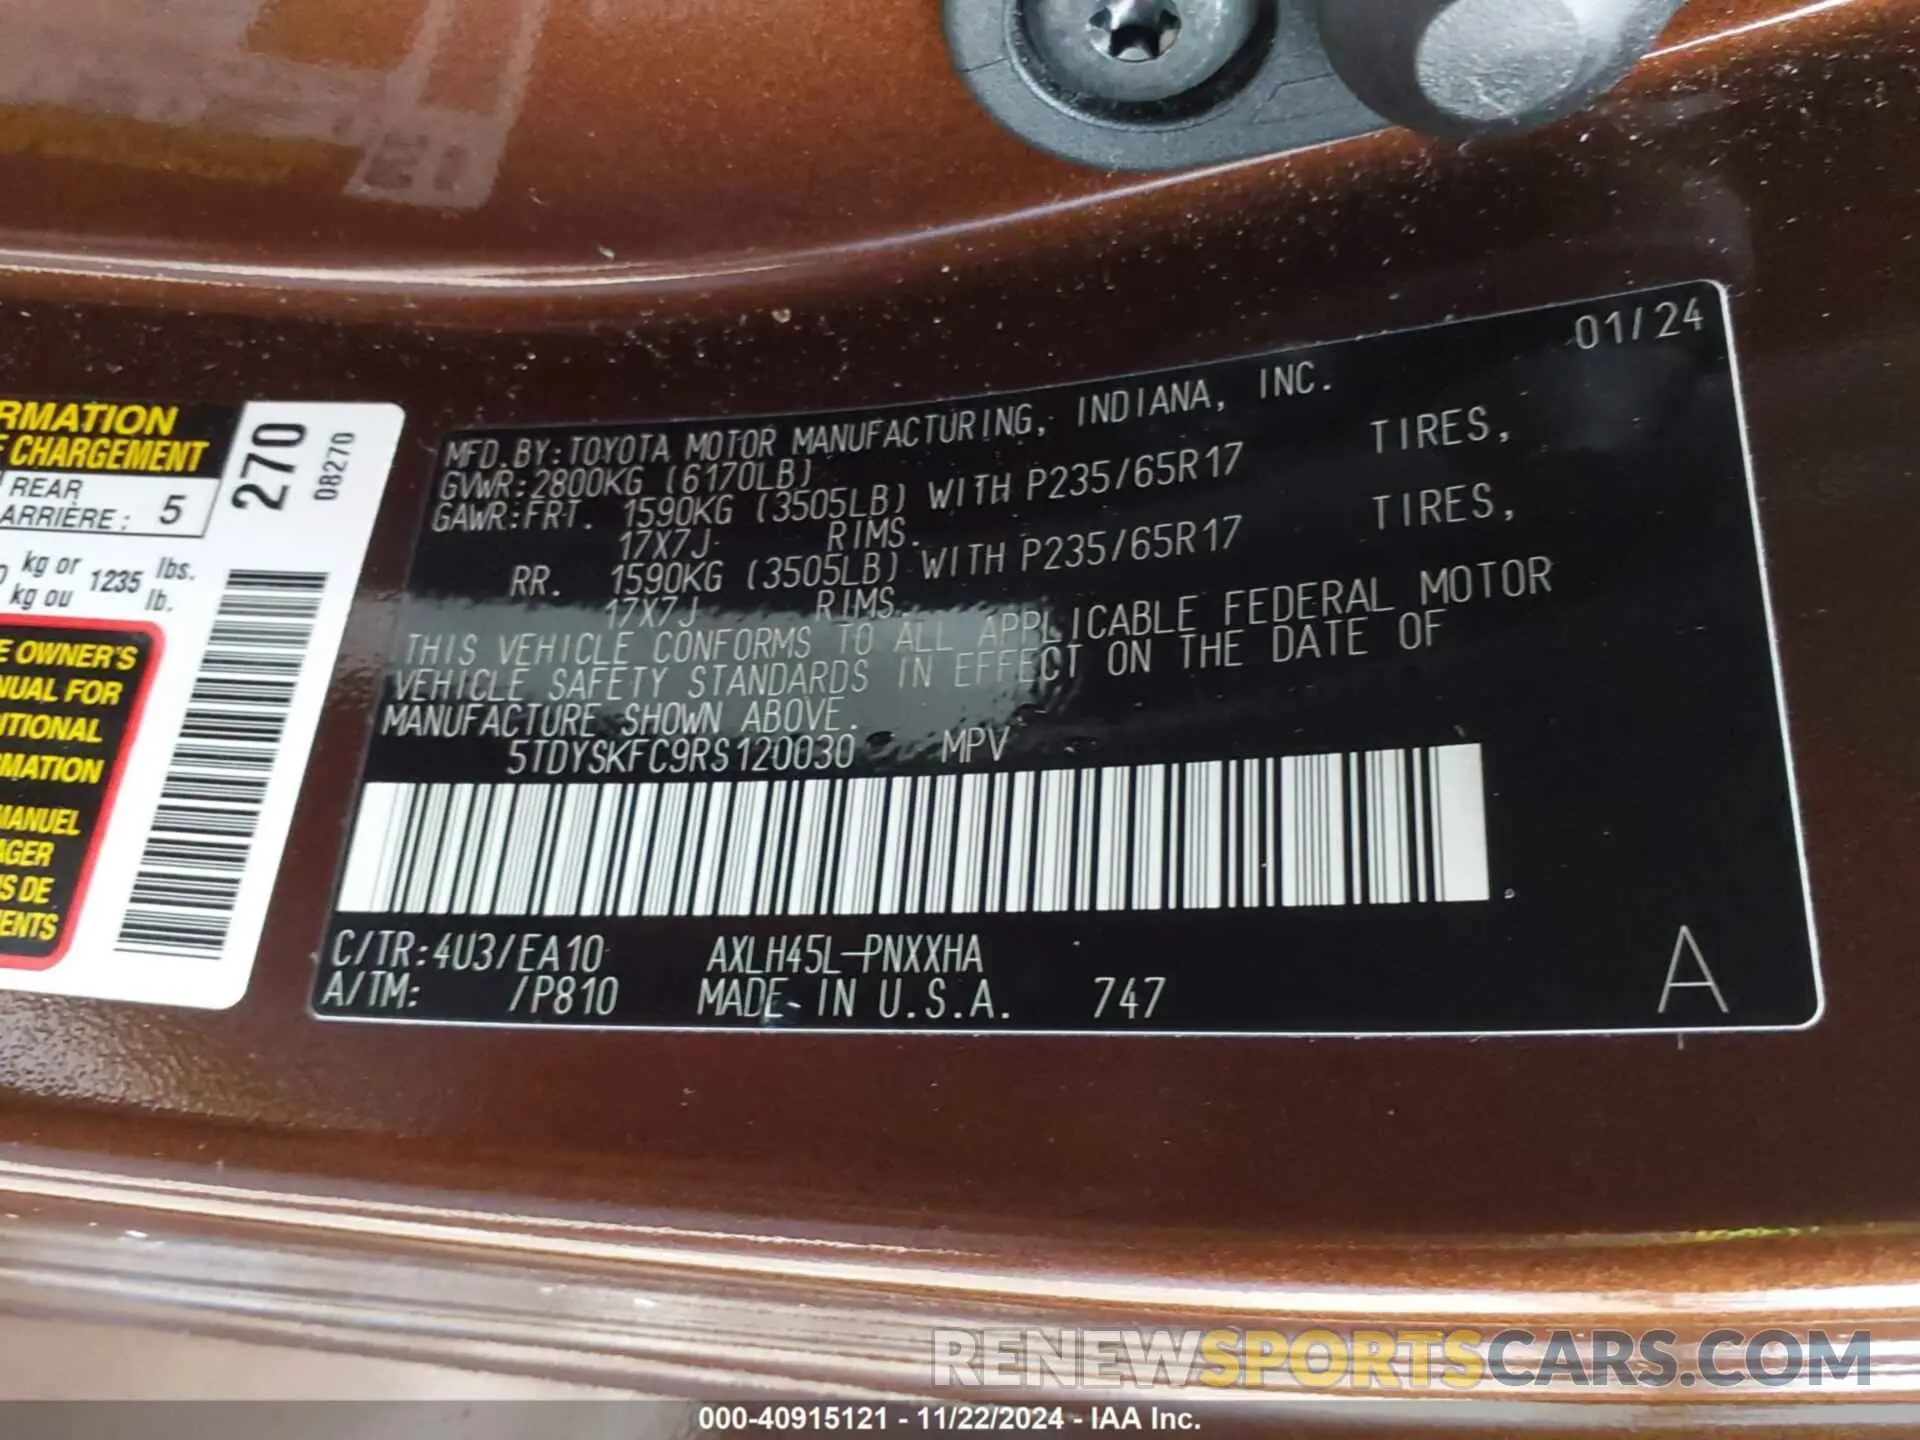 01/24
MFD. BY: TOYOTA MOTOR MANUFACTURING, INDIANA, INC.
GVWR: 2800KG (6170LB)
GAWR: FRT. 1590KG (3505LB) WITH P235/65R17 TIRES,
17X7J RIMS.
RR. 1590KG (3505LB) WITH P235/65R17 TIRES,
17X7J RIMS.
THIS VEHICLE CONFORMS TO ALL APPLICABLE FEDERAL MOTOR
VEHICLE SAFETY STANDARDS IN EFFECT ON THE DATE OF
MANUFACTURE SHOWN ABOVE.
5TDYSKFC9RS120030 MPV
C/TR: 4U3/EA10 AXLH45L-PNXXHA
A/TM: /P810 MADE IN U.S.A. 747
A
RMATION
E CHARGEMENT
REAR
ARRIÈRE: 5
kg or 1235 lbs.
kg ou lb.
270
08270
E OWNER'S
NUAL FOR
ITIONAL
MATION
MANUEL
AGER
S DE
ENTS
RENEWSPORTSCARS.COM
000-40915121 - 11/22/2024 - IAA Inc.